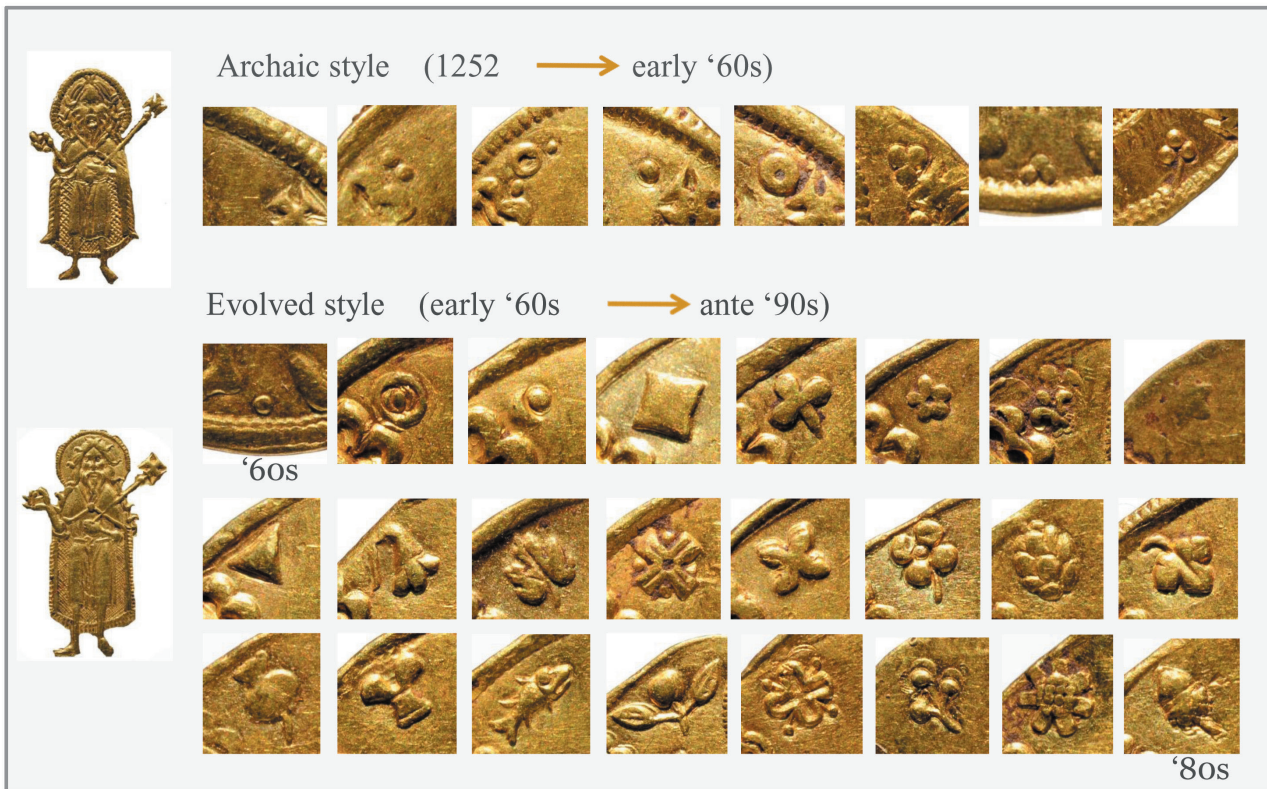 Archaic style (1252 → early ‘60s)
Evolved style (early ‘60s → ante ‘90s)
‘60s
‘80s